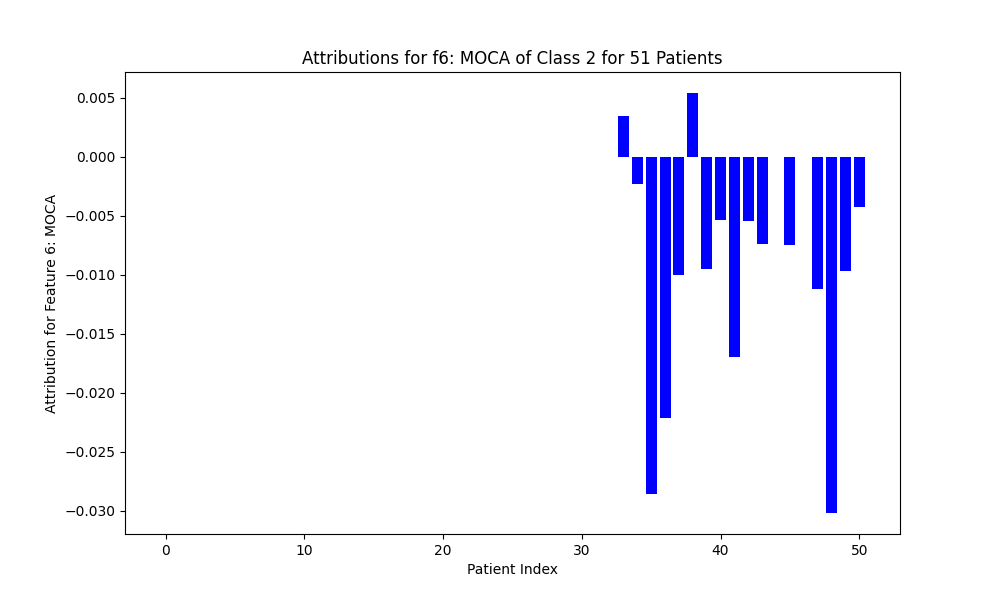 Attributions for f6: MOCA of Class 2 for 51 Patients
Attribution for Feature 6: MOCA
0.005
0.000
−0.005
−0.010
−0.015
−0.020
−0.025
−0.030
0 10 20 30 40 50
Patient Index